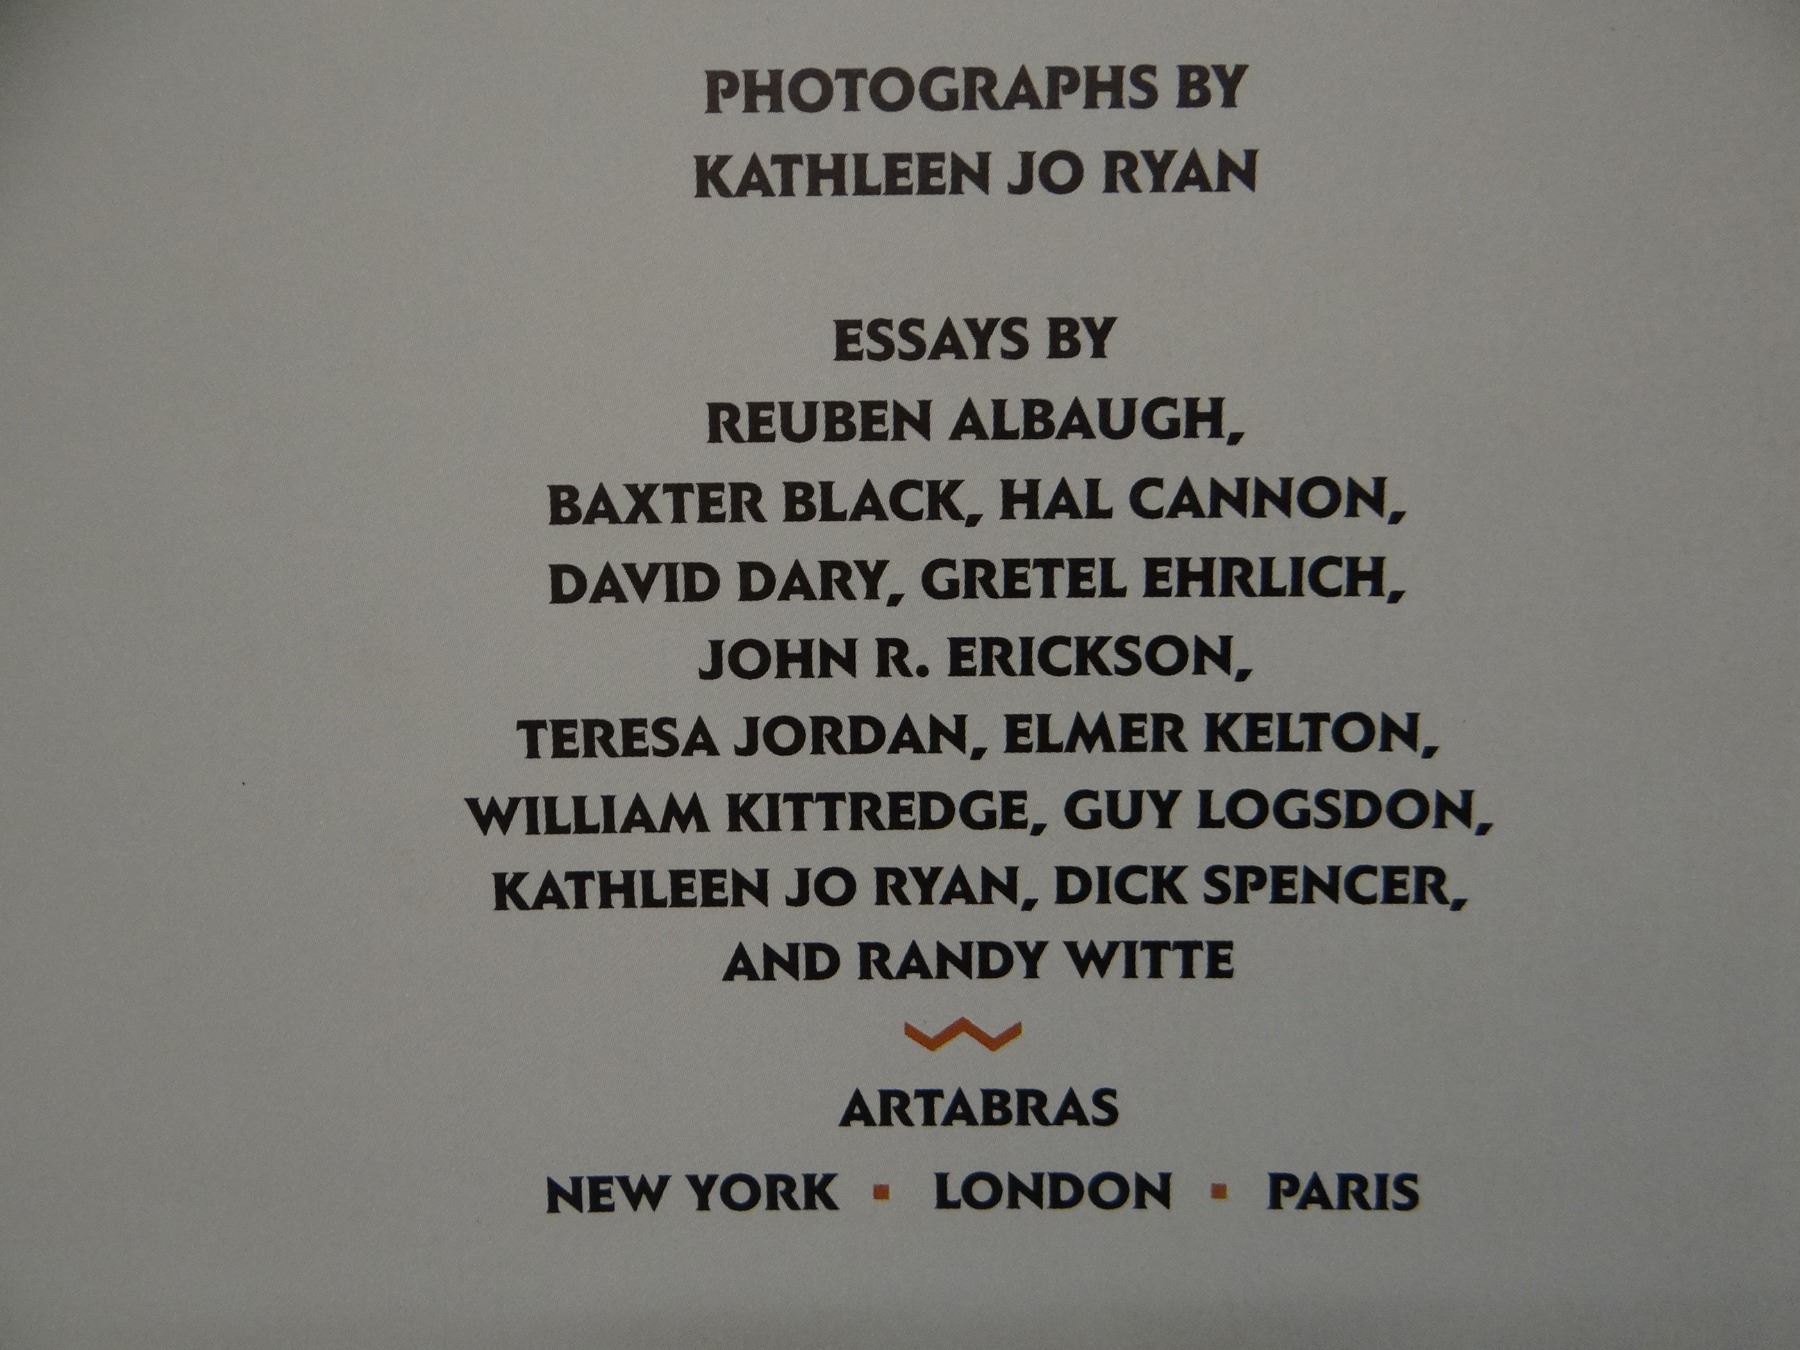 PHOTOGRAPHS BY
KATHLEEN JO RYAN
ESSAYS BY
REUBEN ALBAUGH,
BAXTER BLACK, HAL CANNON,
DAVID DARY, GRETEL EHRLICH,
JOHN R. ERICKSON,
TERESA JORDAN, ELMER KELTON,
WILLIAM KITTREDGE, GUY LOGSDON,
KATHLEEN JO RYAN, DICK SPENCER,
AND RANDY WITTE
ARTABRAS
NEW YORK ▪ LONDON ▪ PARIS